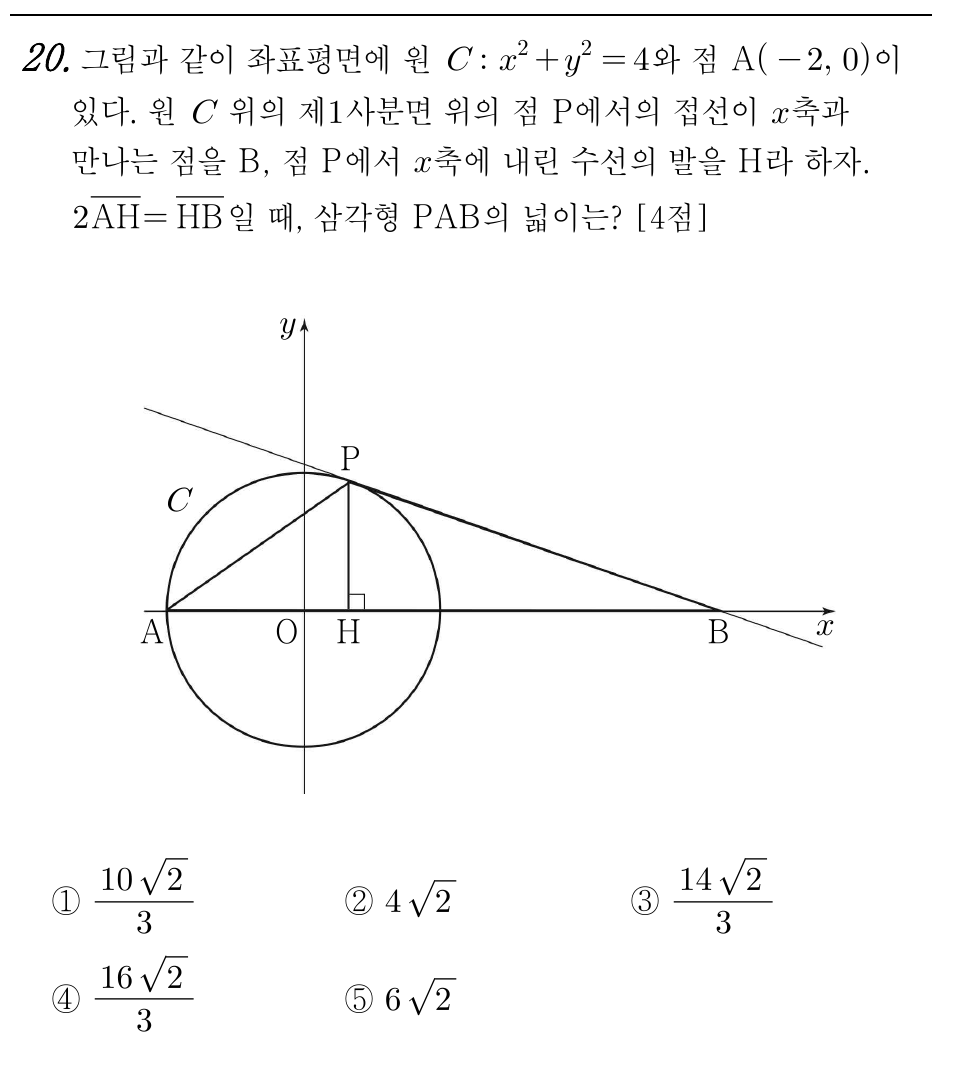 20. 그림과 같이 좌표평면에 원 $C: x^2+y^2=4$와 점 A(−2, 0)이
있다. 원 $C$ 위의 제1사분면 위의 점 P에서의 접선이 $x$축과
만나는 점을 B, 점 P에서 $x$축에 내린 수선의 발을 H라 하자.
$2\overline{AH}=\overline{HB}$일 때, 삼각형 PAB의 넓이는? [4점]
y
P
C
A O H B x
① $\frac{10\sqrt{2}}{3}$ ② $4\sqrt{2}$ ③ $\frac{14\sqrt{2}}{3}$
④ $\frac{16\sqrt{2}}{3}$ ⑤ $6\sqrt{2}$